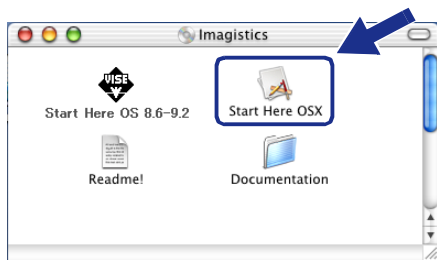 Imagistics
VISE
Start Here OS 8.6-9.2
Start Here OSX
Readme!
Documentation